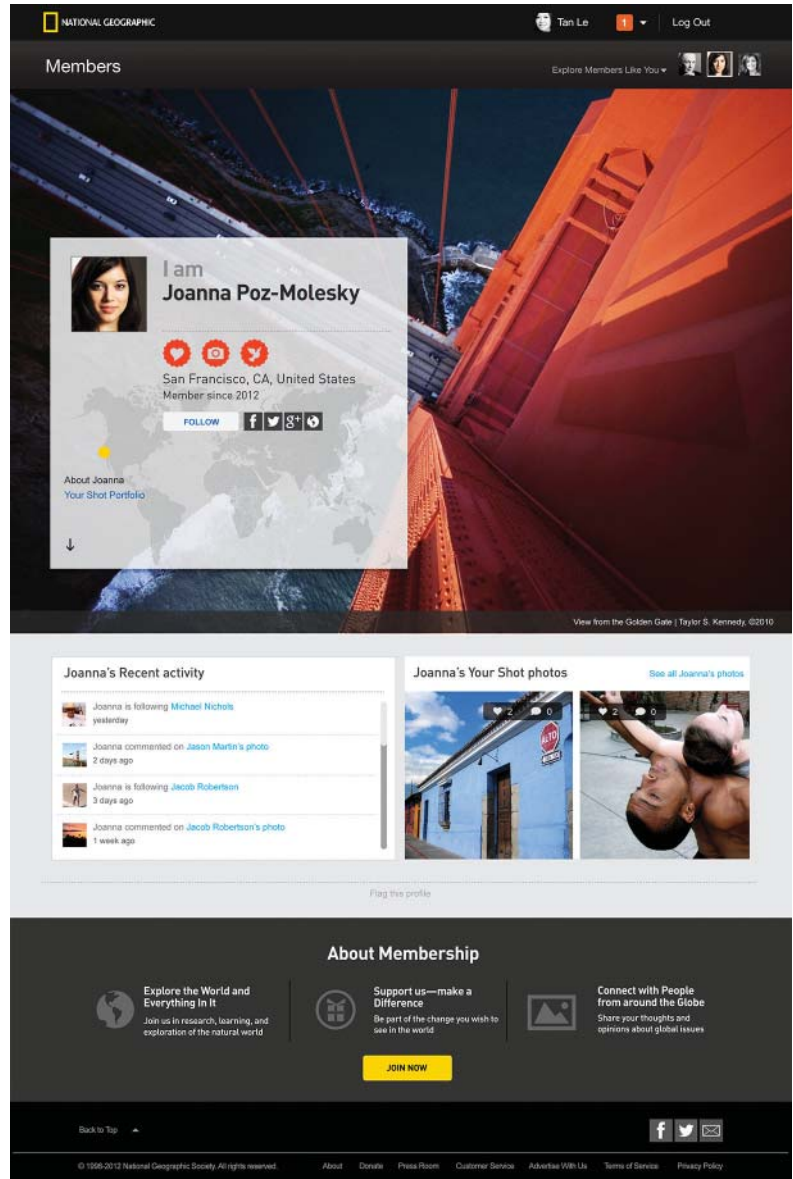 NATIONAL GEOGRAPHIC
Tan Le
1
Log Out
Members
Explore Members Like You
I am
Joanna Poz-Molesky
San Francisco, CA, United States
Member since 2012
FOLLOW
f
g+
About Joanna
Your Shot Portfolio
View from the Golden Gate | Taylor S. Kennedy, ©2010
Joanna's Recent activity
Joanna is following Michael Nichols
yesterday
Joanna commented on Jason Martin's photo
2 days ago
Joanna is following Jacob Robertson
3 days ago
Joanna commented on Jacob Robertson's photo
1 week ago
Joanna's Your Shot photos
See all Joanna's photos
2 0
2 0
ALTO
Flag this profile
About Membership
Explore the World and
Everything In It
Join us in research, learning, and
exploration of the natural world
Support us—make a
Difference
Be part of the change you wish to
see in the world
Connect with People
from around the Globe
Share your thoughts and
opinions about global issues
JOIN NOW
Back to Top
f
© 1996-2012 National Geographic Society. All rights reserved.
About Donate Press Room Customer Service Advertise With Us Terms of Service Privacy Policy